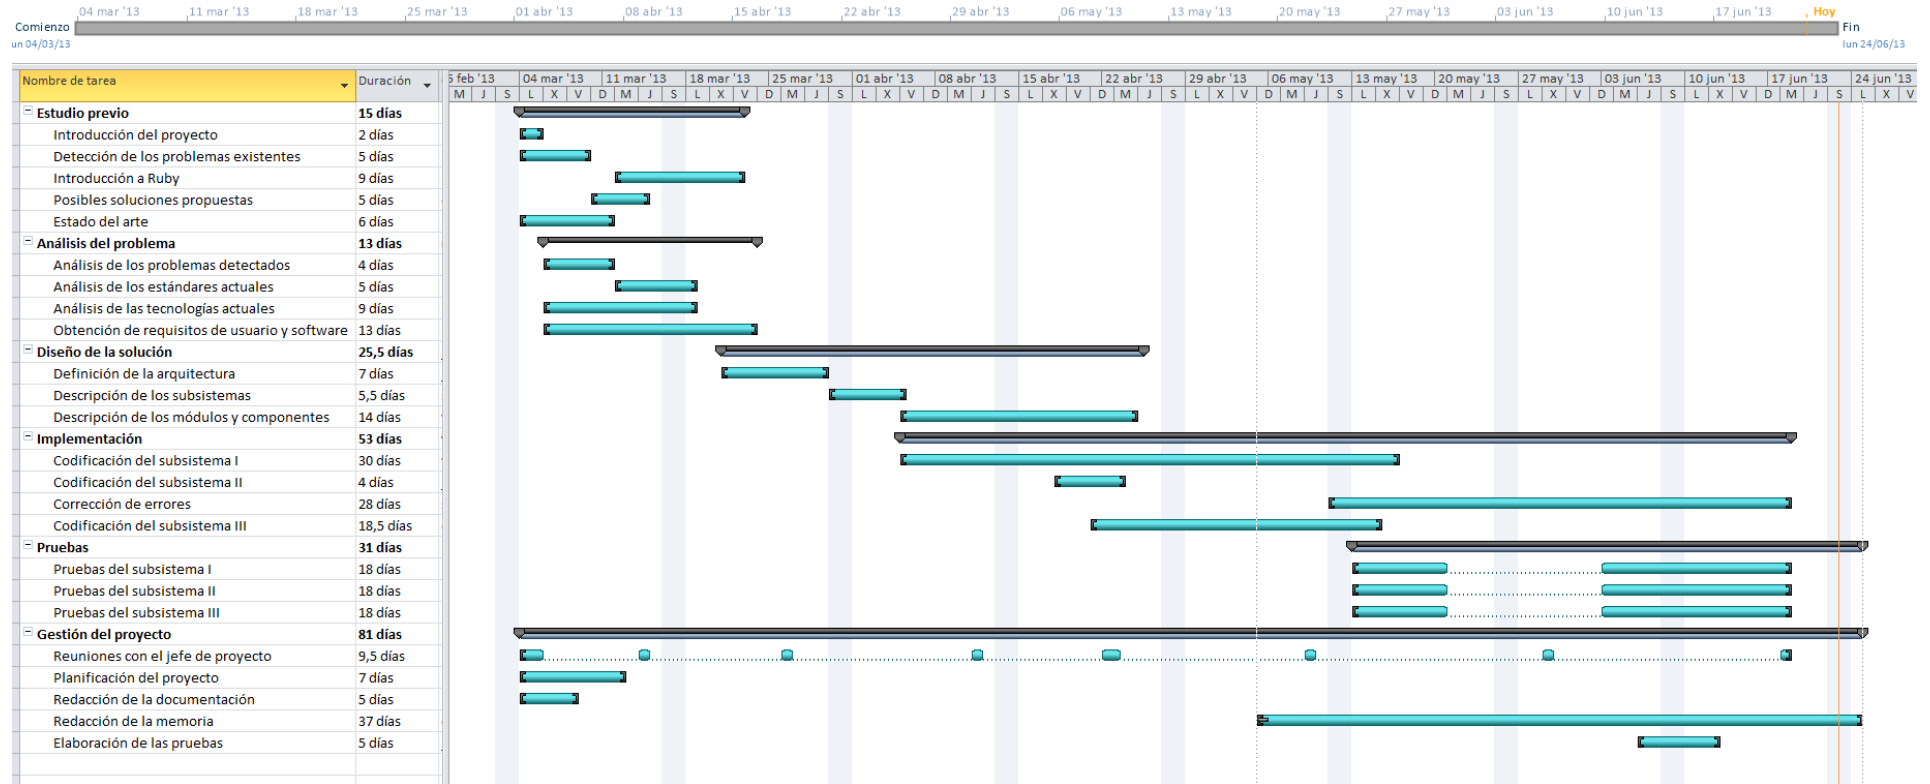 04 mar '13 11 mar '13 18 mar '13 25 mar '13 01 abr '13 08 abr '13 15 abr '13 22 abr '13 29 abr '13 06 may '13 13 may '13 20 may '13 27 may '13 03 jun '13 10 jun '13 17 jun '13 Hoy
Comienzo Fin
un 04/03/13 lun 24/06/13
Nombre de tarea Duración 5 feb '13 04 mar '13 11 mar '13 18 mar '13 25 mar '13 01 abr '13 08 abr '13 15 abr '13 22 abr '13 29 abr '13 06 may '13 13 may '13 20 may '13 27 may '13 03 jun '13 10 jun '13 17 jun '13 24 jun '13
M J S L X V D M J S L X V D M J S L X V D M J S L X V D M J S L X V D M J S L X V D M J S L X V D M J S L X V D M J S L X V
Estudio previo 15 días
Introducción del proyecto 2 días
Detección de los problemas existentes 5 días
Introducción a Ruby 9 días
Posibles soluciones propuestas 5 días
Estado del arte 6 días
Análisis del problema 13 días
Análisis de los problemas detectados 4 días
Análisis de los estándares actuales 5 días
Análisis de las tecnologías actuales 9 días
Obtención de requisitos de usuario y software 13 días
Diseño de la solución 25,5 días
Definición de la arquitectura 7 días
Descripción de los subsistemas 5,5 días
Descripción de los módulos y componentes 14 días
Implementación 53 días
Codificación del subsistema I 30 días
Codificación del subsistema II 4 días
Corrección de errores 28 días
Codificación del subsistema III 18,5 días
Pruebas 31 días
Pruebas del subsistema I 18 días
Pruebas del subsistema II 18 días
Pruebas del subsistema III 18 días
Gestión del proyecto 81 días
Reuniones con el jefe de proyecto 9,5 días
Planificación del proyecto 7 días
Redacción de la documentación 5 días
Redacción de la memoria 37 días
Elaboración de las pruebas 5 días